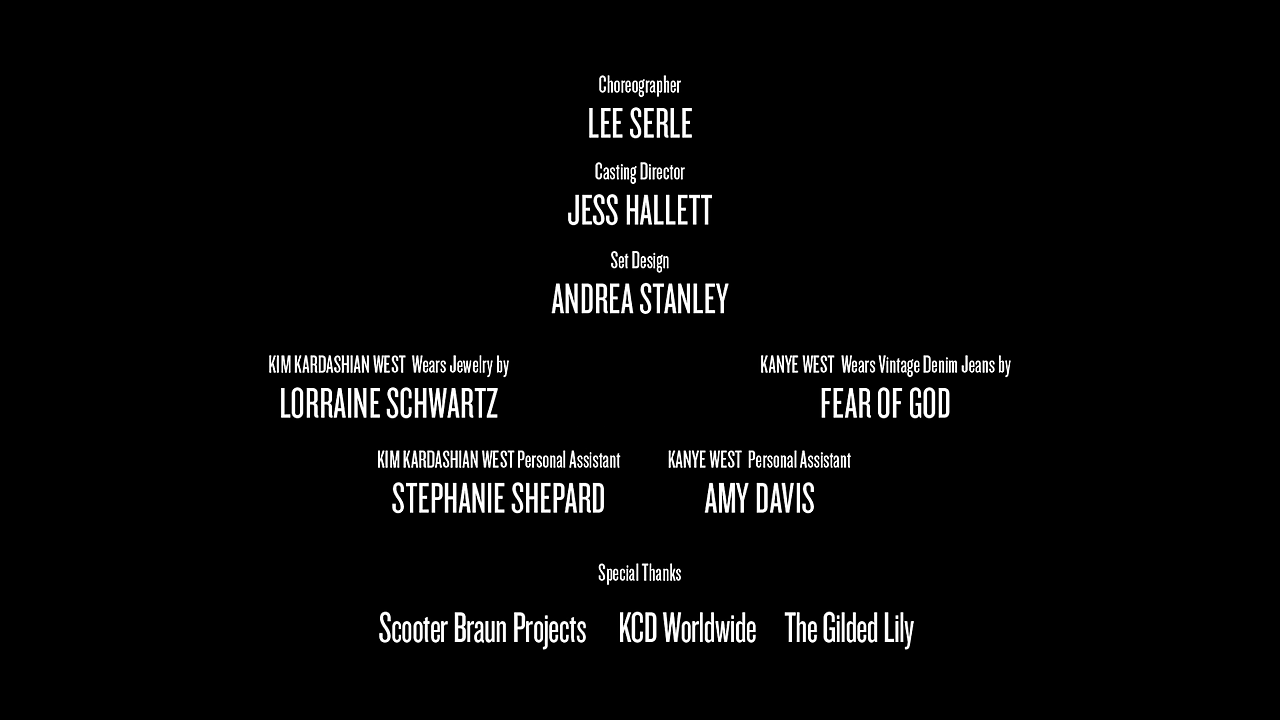 Choreographer
LEE SERLE
Casting Director
JESS HALLETT
Set Design
ANDREA STANLEY
KIM KARDASHIAN WEST Wears Jewelry by
LORRAINE SCHWARTZ
KANYE WEST Wears Vintage Denim Jeans by
FEAR OF GOD
KIM KARDASHIAN WEST Personal Assistant
STEPHANIE SHEPARD
KANYE WEST Personal Assistant
AMY DAVIS
Special Thanks
Scooter Braun Projects KCD Worldwide The Gilded Lily